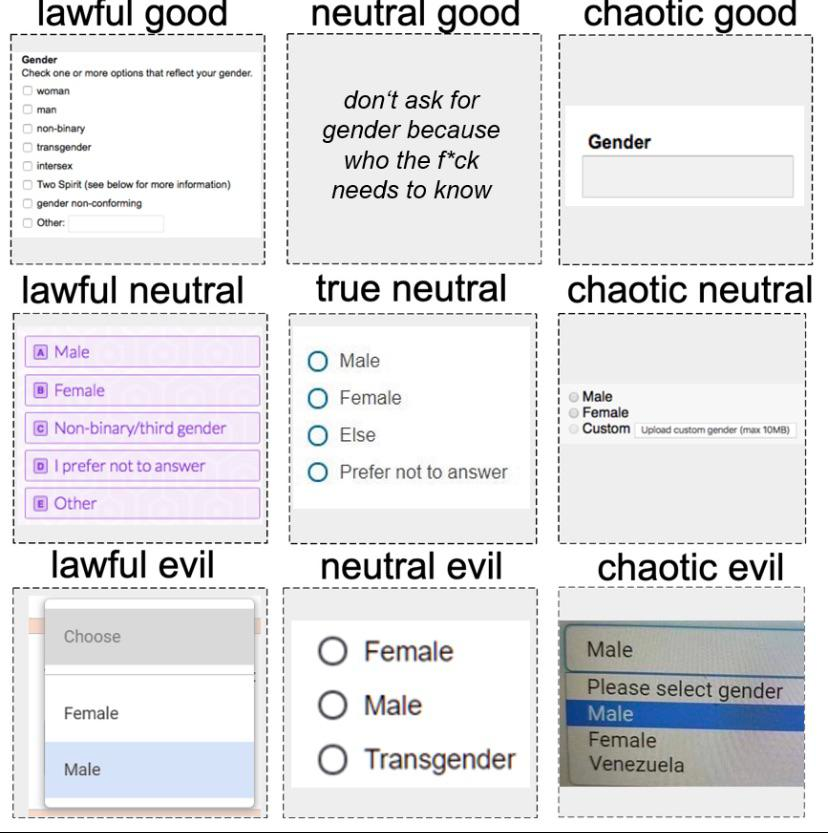 lawful good
neutral good
chaotic good
Gender
Check one or more options that reflect your gender.
woman
man
non-binary
transgender
intersex
Two Spirit (see below for more information)
gender non-conforming
Other:
don't ask for
gender because
who the f*ck
needs to know
Gender
lawful neutral
true neutral
chaotic neutral
A Male
B Female
C Non-binary/third gender
D I prefer not to answer
E Other
Male
Female
Else
Prefer not to answer
Male
Female
Custom Upload custom gender (max 10MB)
lawful evil
neutral evil
chaotic evil
Choose
Female
Male
Female
Male
Transgender
Male
Please select gender
Male
Female
Venezuela